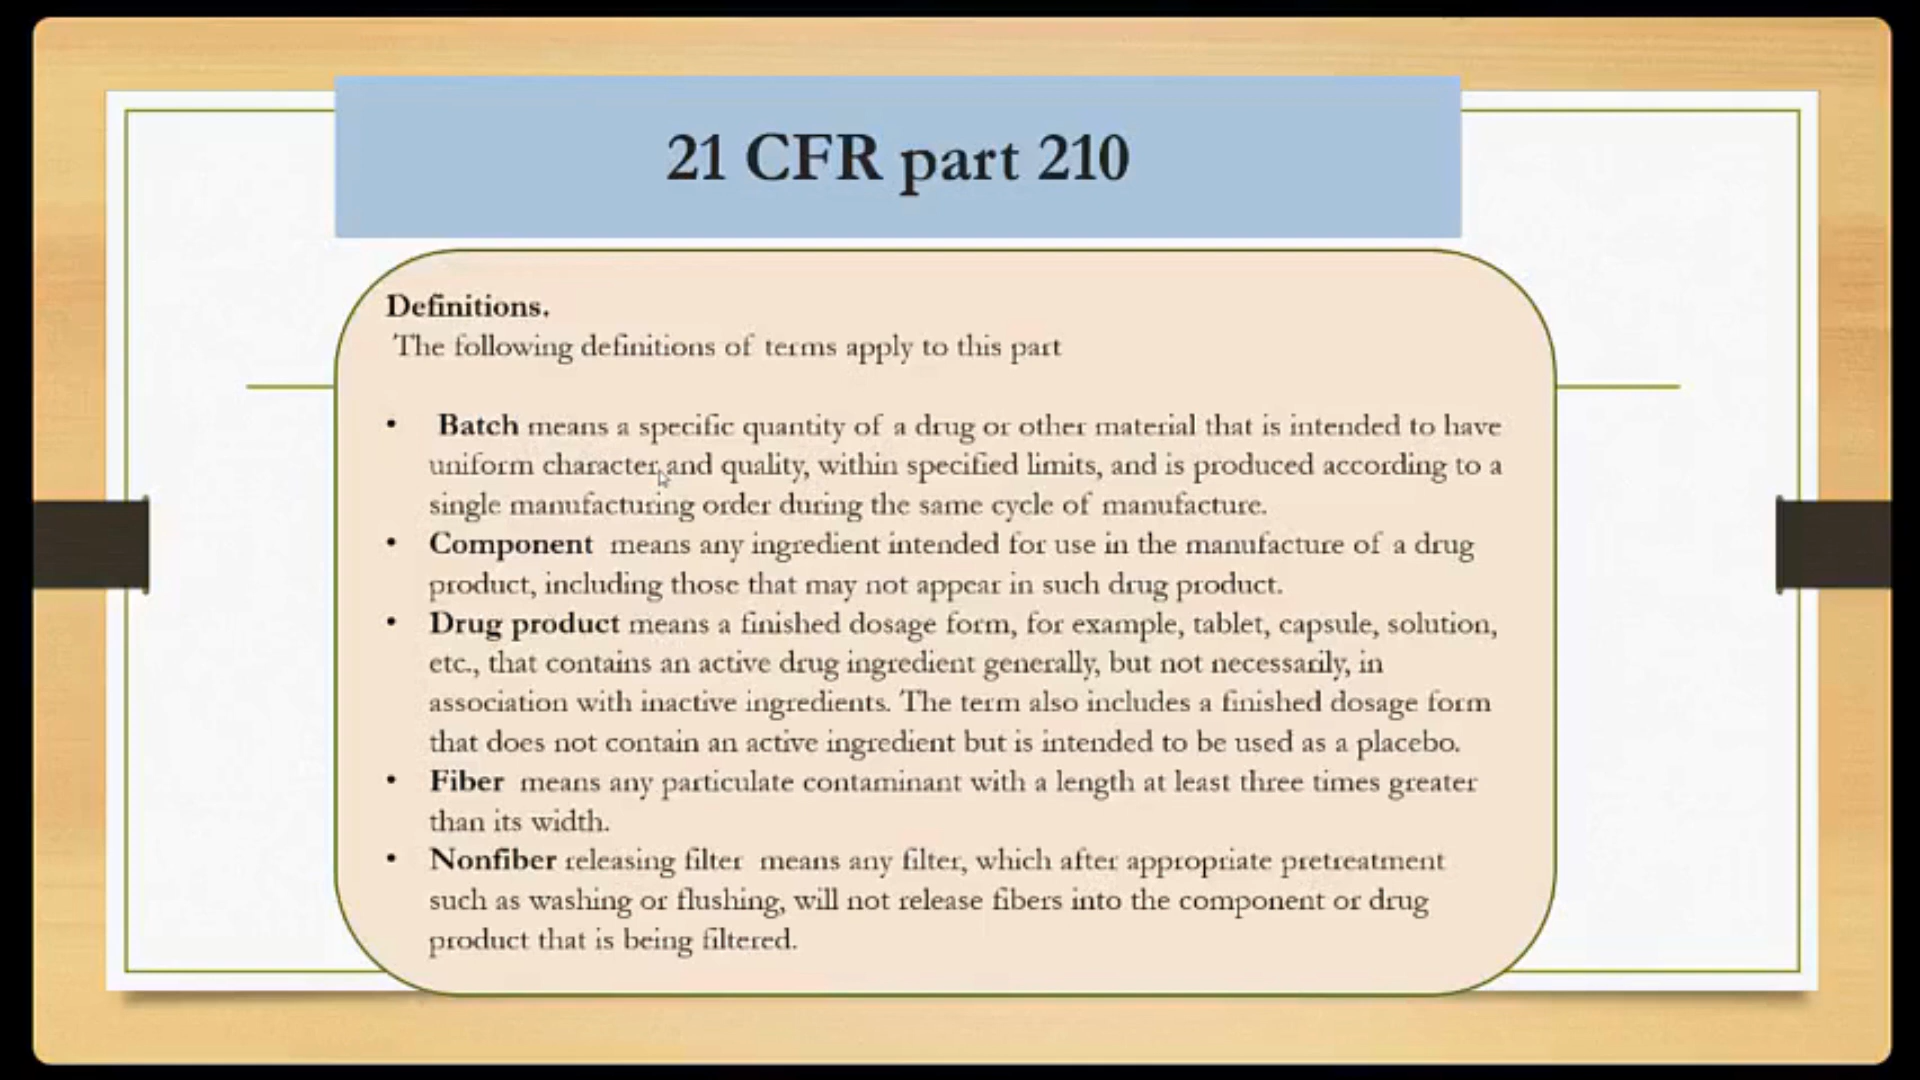 21 CFR part 210
Definitions.
The following definitions of terms apply to this part
• Batch means a specific quantity of a drug or other material that is intended to have
uniform character and quality, within specified limits, and is produced according to a
single manufacturing order during the same cycle of manufacture.
• Component means any ingredient intended for use in the manufacture of a drug
product, including those that may not appear in such drug product.
• Drug product means a finished dosage form, for example, tablet, capsule, solution,
etc., that contains an active drug ingredient generally, but not necessarily, in
association with inactive ingredients. The term also includes a finished dosage form
that does not contain an active ingredient but is intended to be used as a placebo.
• Fiber means any particulate contaminant with a length at least three times greater
than its width.
• Nonfiber releasing filter means any filter, which after appropriate pretreatment
such as washing or flushing, will not release fibers into the component or drug
product that is being filtered.